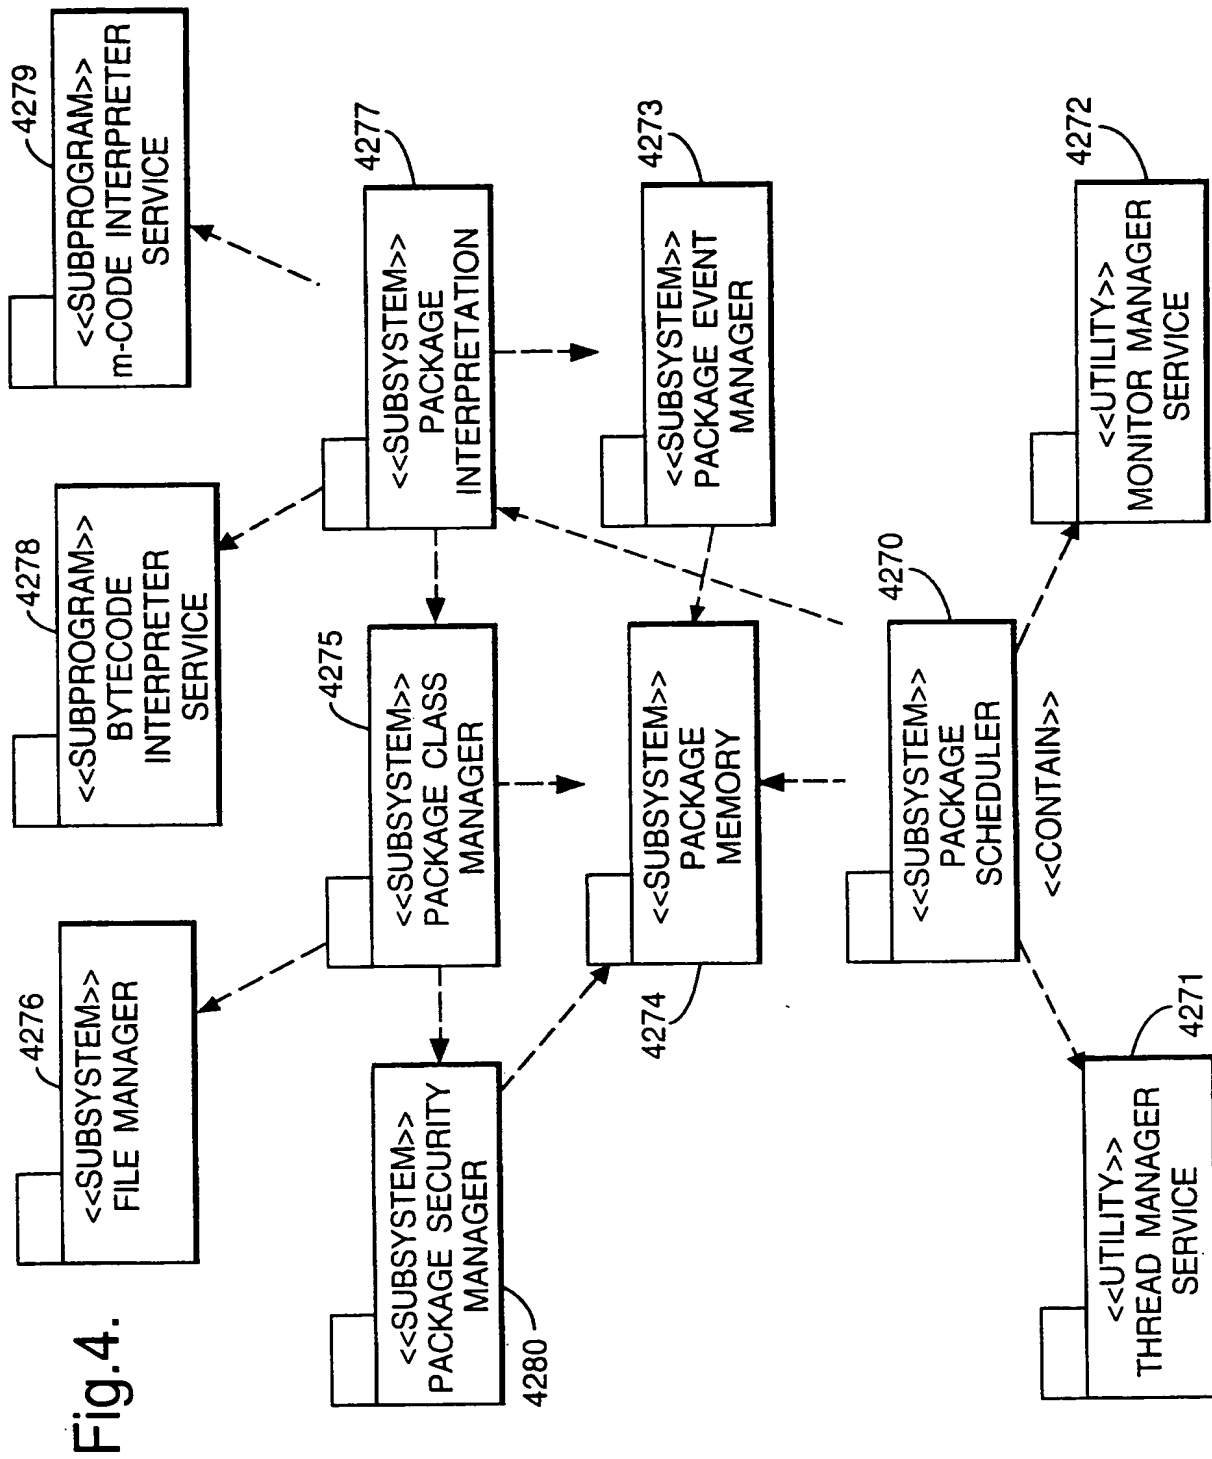 Fig.4.
4276
<<SUBSYSTEM>>
FILE MANAGER
4278
<<SUBPROGRAM>>
BYTECODE
INTERPRETER
SERVICE
4279
<<SUBPROGRAM>>
m-CODE INTERPRETER
SERVICE
4280
<<SUBSYSTEM>>
PACKAGE SECURITY
MANAGER
4275
<<SUBSYSTEM>>
PACKAGE CLASS
MANAGER
4277
<<SUBSYSTEM>>
PACKAGE
INTERPRETATION
4274
<<SUBSYSTEM>>
PACKAGE
MEMORY
4273
<<SUBSYSTEM>>
PACKAGE EVENT
MANAGER
4270
<<SUBSYSTEM>>
PACKAGE
SCHEDULER
<<CONTAIN>>
4271
<<UTILITY>>
THREAD MANAGER
SERVICE
4272
<<UTILITY>>
MONITOR MANAGER
SERVICE